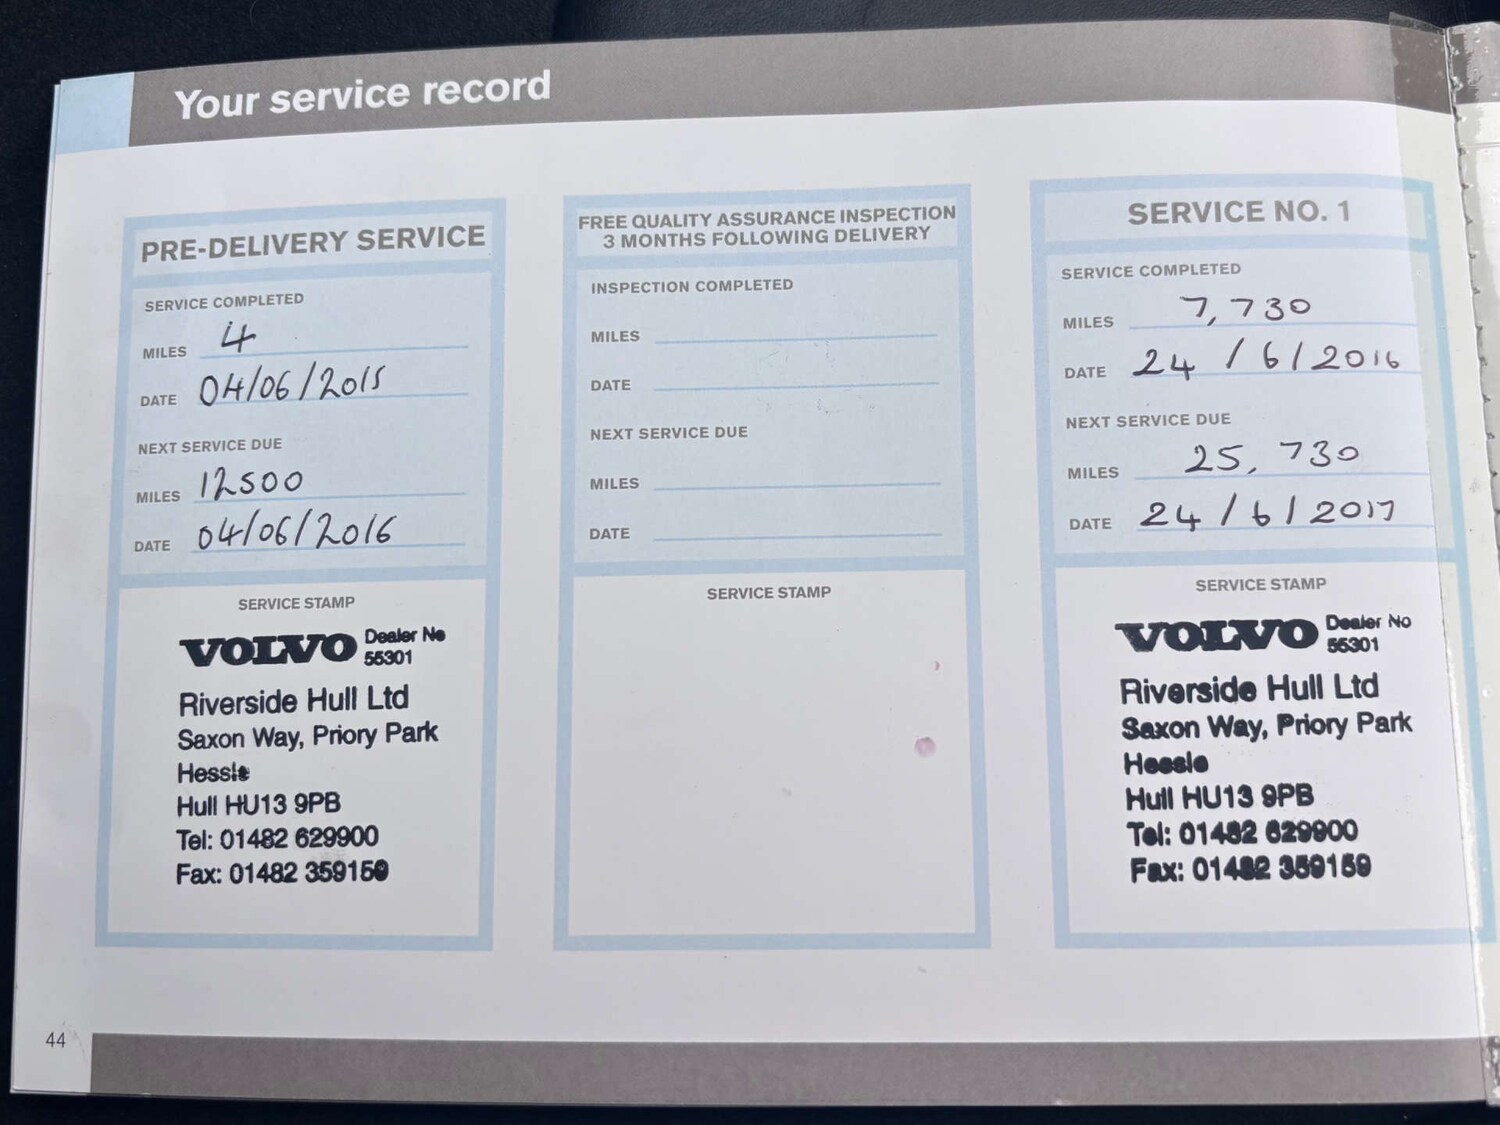 Your service record
PRE-DELIVERY SERVICE
SERVICE COMPLETED
MILES 4
DATE 04/06/2015
NEXT SERVICE DUE
MILES 12500
DATE 04/06/2016
SERVICE STAMP
VOLVO Dealer No
55301
Riverside Hull Ltd
Saxon Way, Priory Park
Hessle
Hull HU13 9PB
Tel: 01482 629900
Fax: 01482 359159
FREE QUALITY ASSURANCE INSPECTION
3 MONTHS FOLLOWING DELIVERY
INSPECTION COMPLETED
MILES
DATE
NEXT SERVICE DUE
MILES
DATE
SERVICE STAMP
SERVICE NO. 1
SERVICE COMPLETED
MILES 7,730
DATE 24/6/2016
NEXT SERVICE DUE
MILES 25,730
DATE 24/6/2017
SERVICE STAMP
VOLVO Dealer No
55301
Riverside Hull Ltd
Saxon Way, Priory Park
Hessle
Hull HU13 9PB
Tel: 01482 629900
Fax: 01482 359159
44